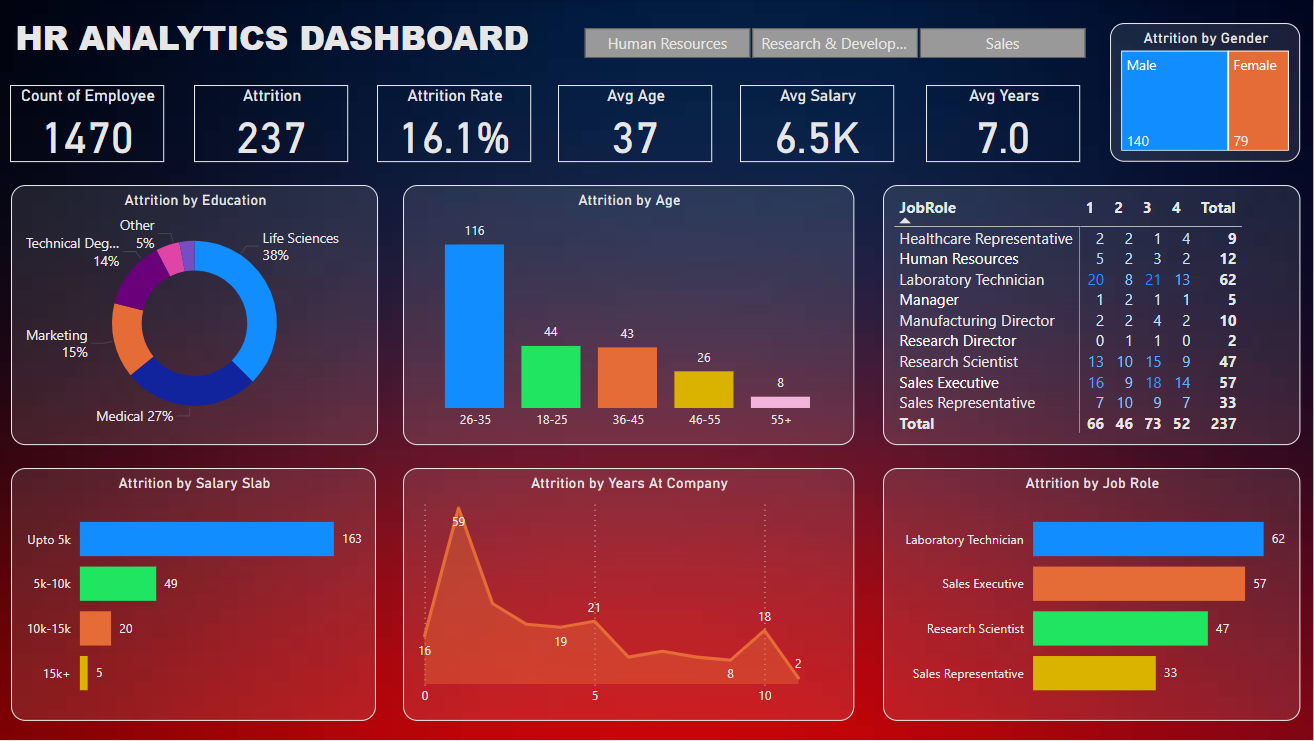 HR ANALYTICS DASHBOARD
Human Resources
Research & Develop...
Sales
Attrition by Gender
Male
Female
140
79
Count of Employee
1470
Attrition
237
Attrition Rate
16.1%
Avg Age
37
Avg Salary
6.5K
Avg Years
7.0
Attrition by Education
Other
5%
Life Sciences
38%
Technical Deg...
14%
Marketing
15%
Medical 27%
Attrition by Age
116
44
43
26
8
26-35 18-25 36-45 46-55 55+
JobRole 1 2 3 4 Total
Healthcare Representative 2 2 1 4 9
Human Resources 5 2 3 2 12
Laboratory Technician 20 8 21 13 62
Manager 1 2 1 1 5
Manufacturing Director 2 2 4 2 10
Research Director 0 1 1 0 2
Research Scientist 13 10 15 9 47
Sales Executive 16 9 18 14 57
Sales Representative 7 10 9 7 33
Total 66 46 73 52 237
Attrition by Salary Slab
Upto 5k 163
5k-10k 49
10k-15k 20
15k+ 5
Attrition by Years At Company
59
16
19
21
8
18
2
0 5 10
Attrition by Job Role
Laboratory Technician 62
Sales Executive 57
Research Scientist 47
Sales Representative 33